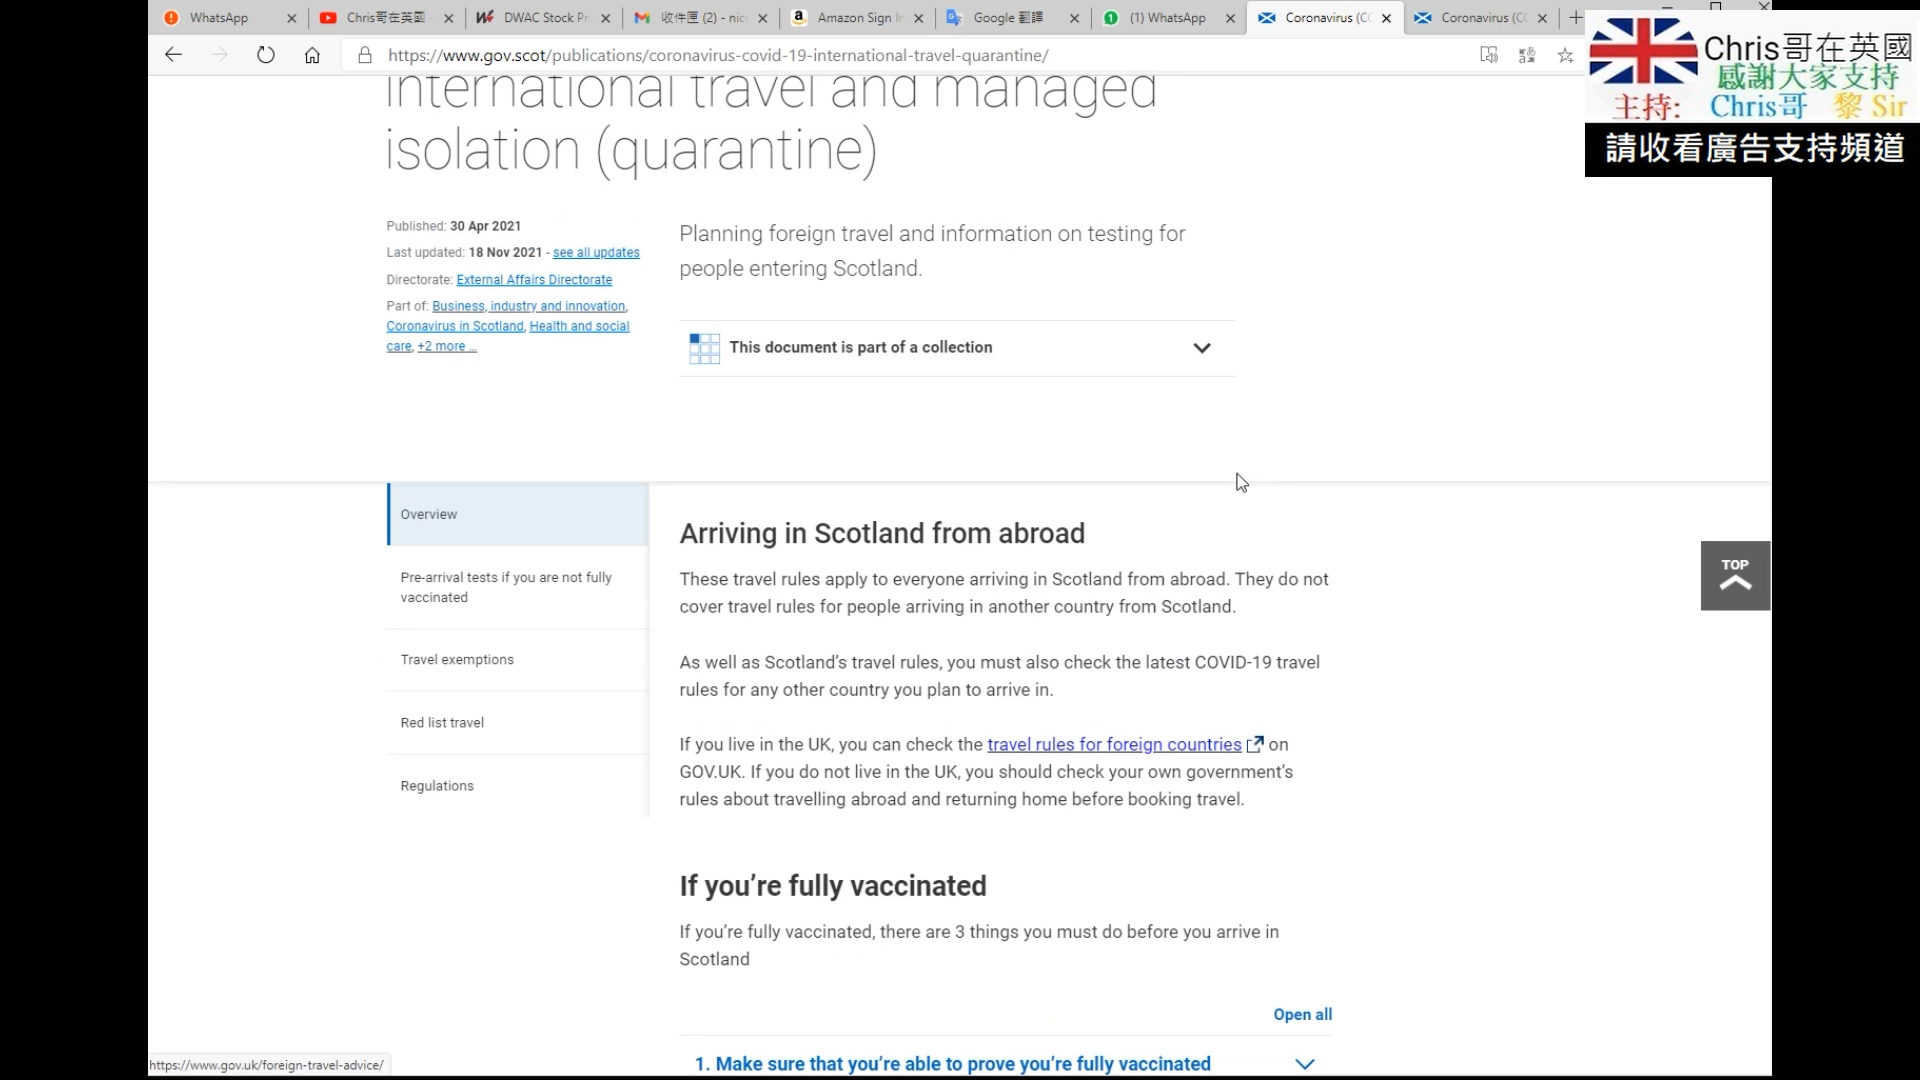 WhatsApp
Chris哥在英國 -
DWAC Stock Pr
收件匣 (2) - nic
Amazon Sign I
Google 翻譯
(1) WhatsApp
Coronavirus (CO
Coronavirus (CO
https://www.gov.scot/publications/coronavirus-covid-19-international-travel-quarantine/
Chris哥在英國
感謝大家支持
主持: Chris哥 黎 Sir
請收看廣告支持頻道
international travel and managed
isolation (quarantine)
Published: 30 Apr 2021
Last updated: 18 Nov 2021 - see all updates
Directorate: External Affairs Directorate
Part of: Business, industry and innovation,
Coronavirus in Scotland, Health and social
care, +2 more ...
Planning foreign travel and information on testing for
people entering Scotland.
This document is part of a collection
Overview
Pre-arrival tests if you are not fully
vaccinated
Travel exemptions
Red list travel
Regulations
Arriving in Scotland from abroad
These travel rules apply to everyone arriving in Scotland from abroad. They do not
cover travel rules for people arriving in another country from Scotland.
As well as Scotland’s travel rules, you must also check the latest COVID-19 travel
rules for any other country you plan to arrive in.
If you live in the UK, you can check the travel rules for foreign countries on
GOV.UK. If you do not live in the UK, you should check your own government’s
rules about travelling abroad and returning home before booking travel.
If you’re fully vaccinated
If you’re fully vaccinated, there are 3 things you must do before you arrive in
Scotland
Open all
1. Make sure that you’re able to prove you’re fully vaccinated
TOP
https://www.gov.uk/foreign-travel-advice/